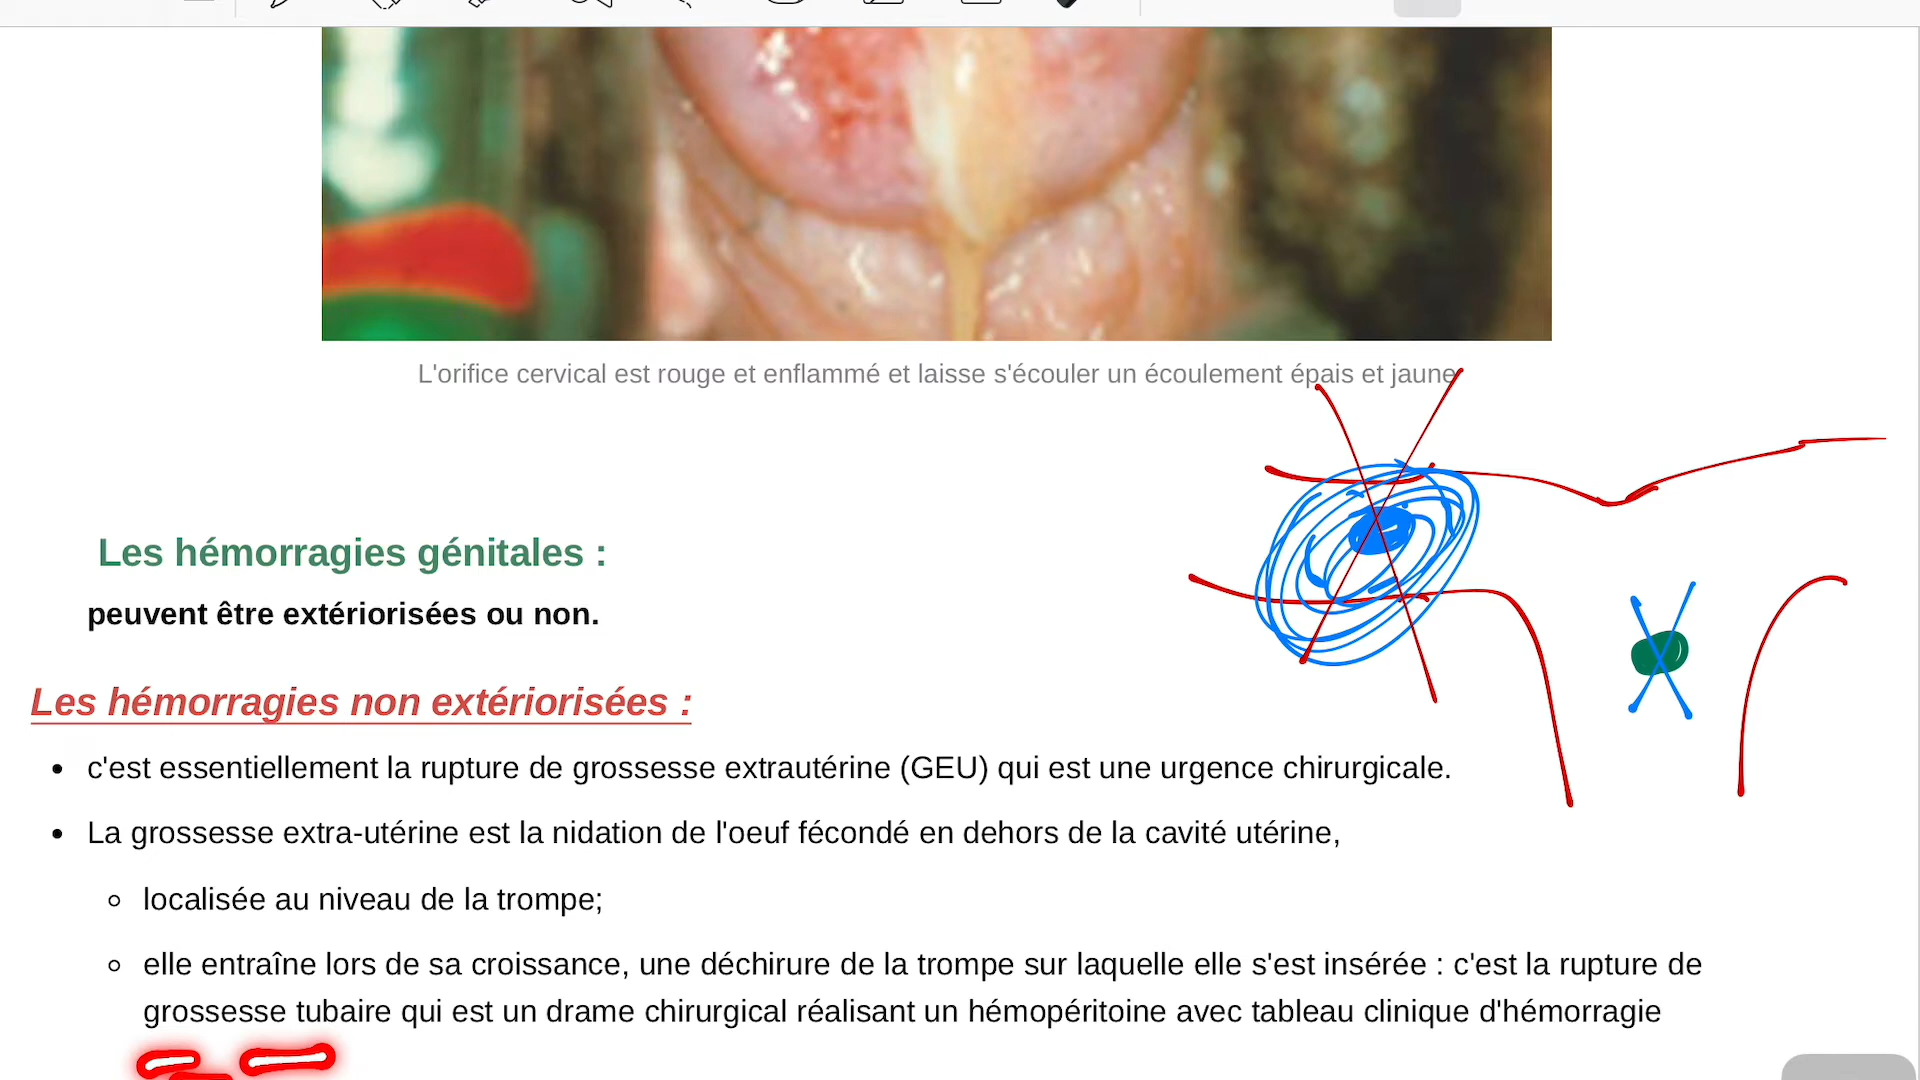 L'orifice cervical est rouge et enflammé et laisse s'écouler un écoulement épais et jaune
Les hémorragies génitales :
peuvent être extériorisées ou non.
Les hémorragies non extériorisées :
• c'est essentiellement la rupture de grossesse extrautérine (GEU) qui est une urgence chirurgicale.
• La grossesse extra-utérine est la nidation de l'oeuf fécondé en dehors de la cavité utérine,
○ localisée au niveau de la trompe;
○ elle entraîne lors de sa croissance, une déchirure de la trompe sur laquelle elle s'est insérée : c'est la rupture de
grossesse tubaire qui est un drame chirurgical réalisant un hémopéritoine avec tableau clinique d'hémorragie